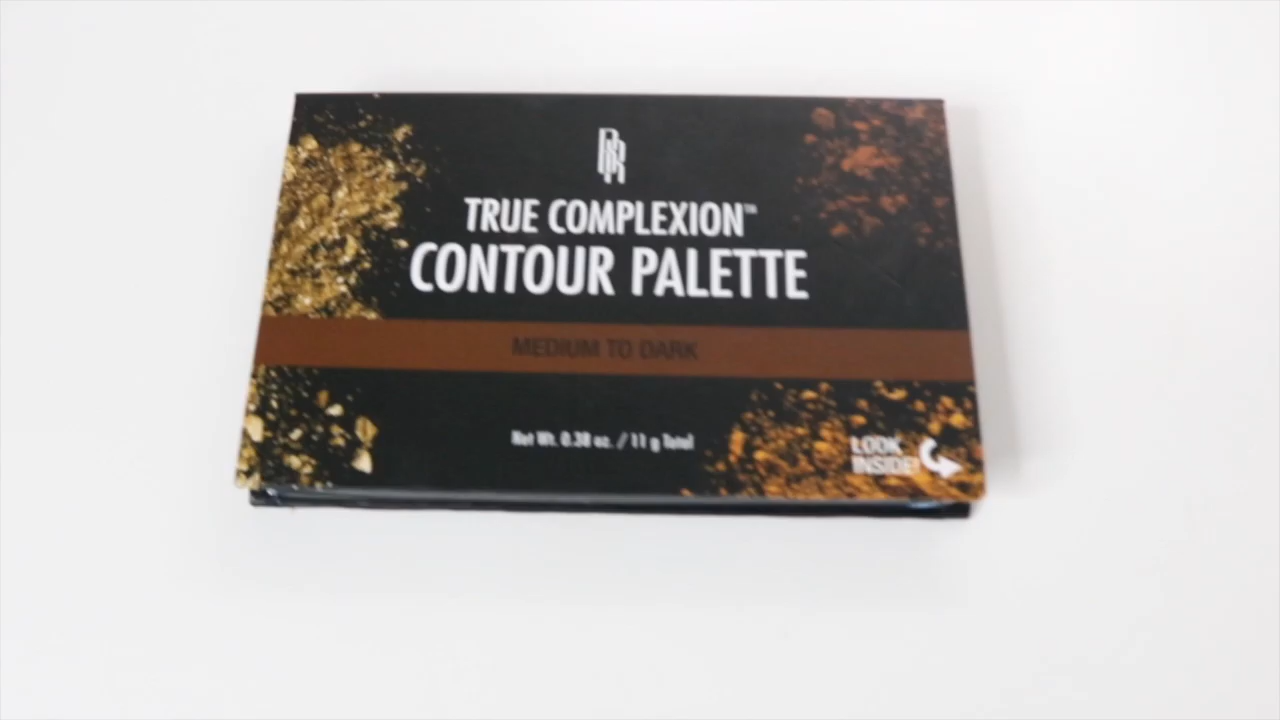 TRUE COMPLEXION™
CONTOUR PALETTE
MEDIUM TO DARK
Net Wt. 0.38 oz. / 11 g Total
LOOK
INSIDE!